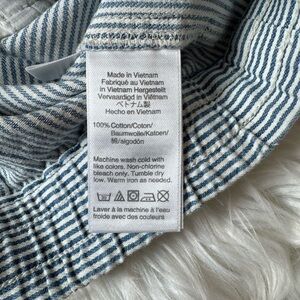 Made in Vietnam
Fabriqué au Vietnam
in Vietnam Hergestellt
Vervaardigd in Viëtnam
ベトナム製
Hecho en Vietnam
100% Cotton/Coton/
Baumwolle/Katoen/
綿/algodón
Machine wash cold with
like colors. Non-chlorine
bleach only. Tumble dry
low. Warm iron as needed.
Laver à la machine à l'eau
froide avec des couleurs